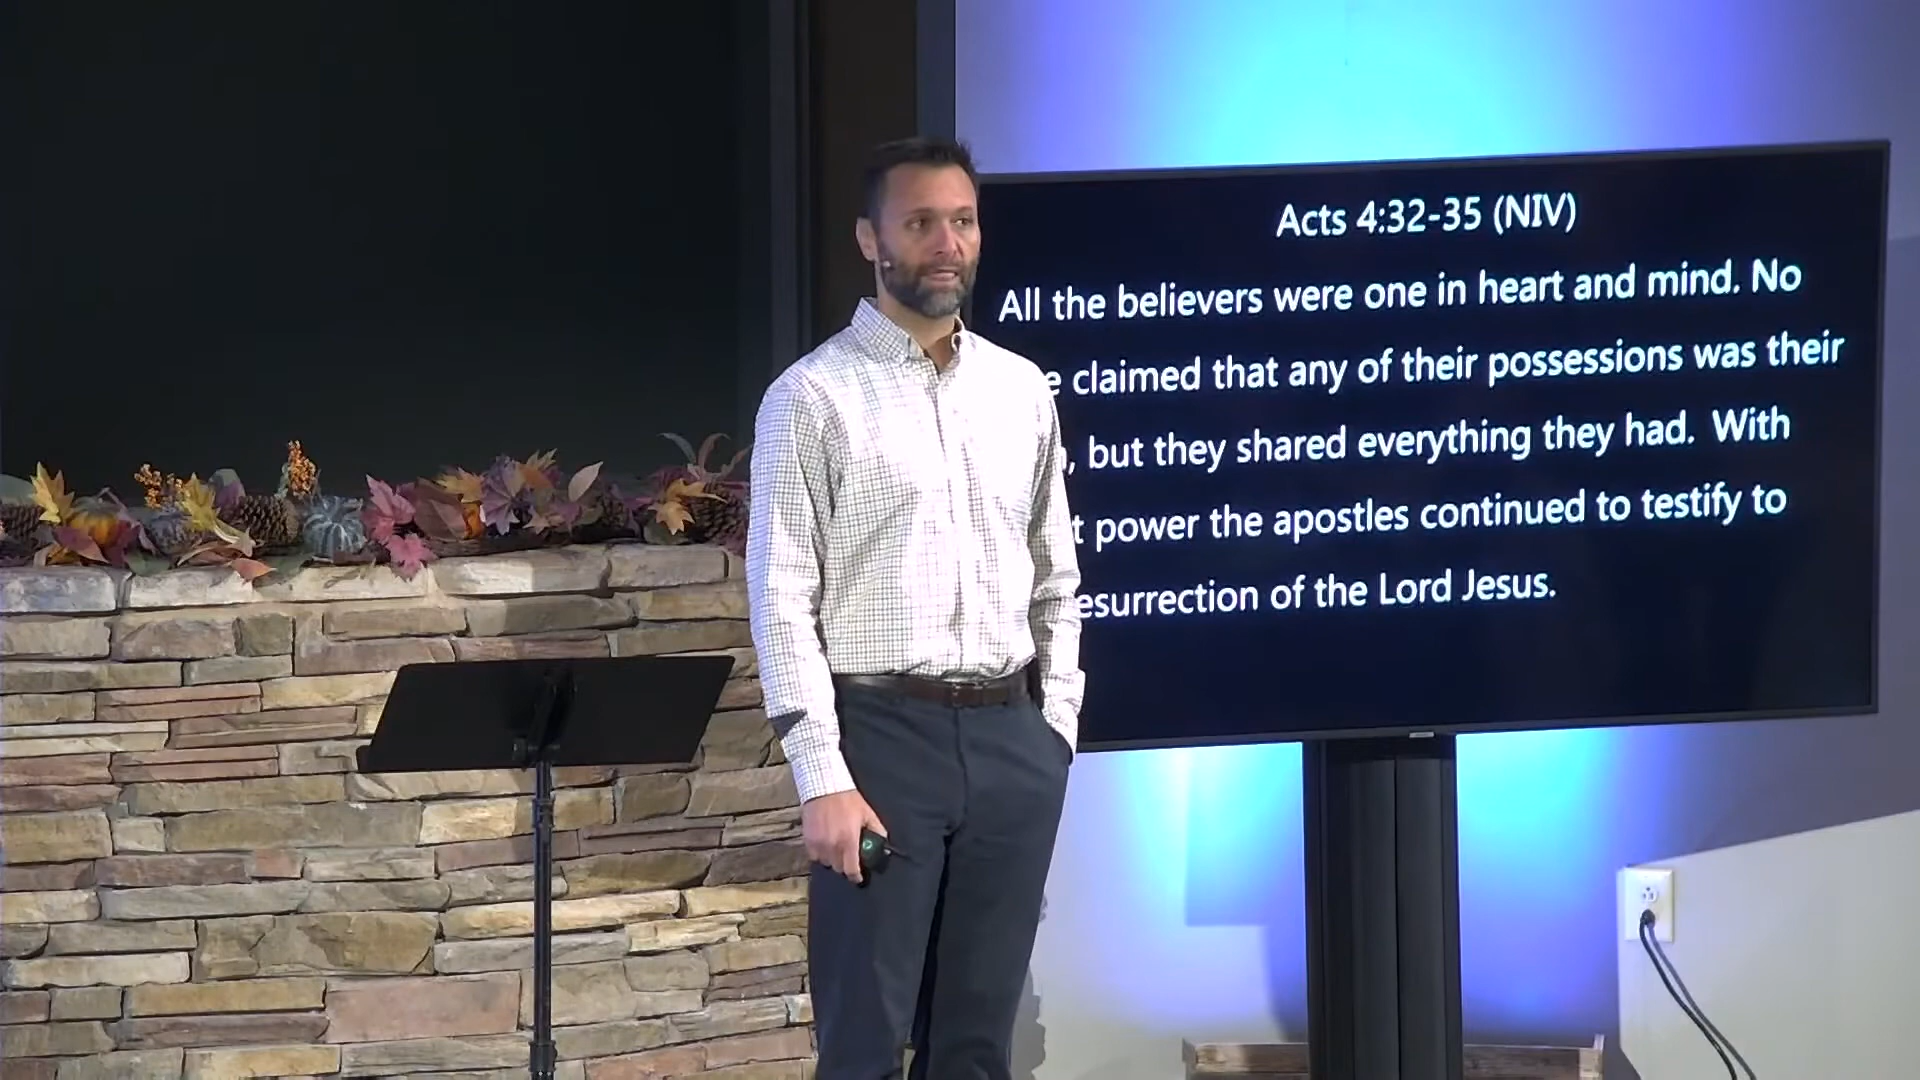 Acts 4:32-35 (NIV)
All the believers were one in heart and mind. No
claimed that any of their possessions was their
, but they shared everything they had. With
power the apostles continued to testify to
of the Lord Jesus.